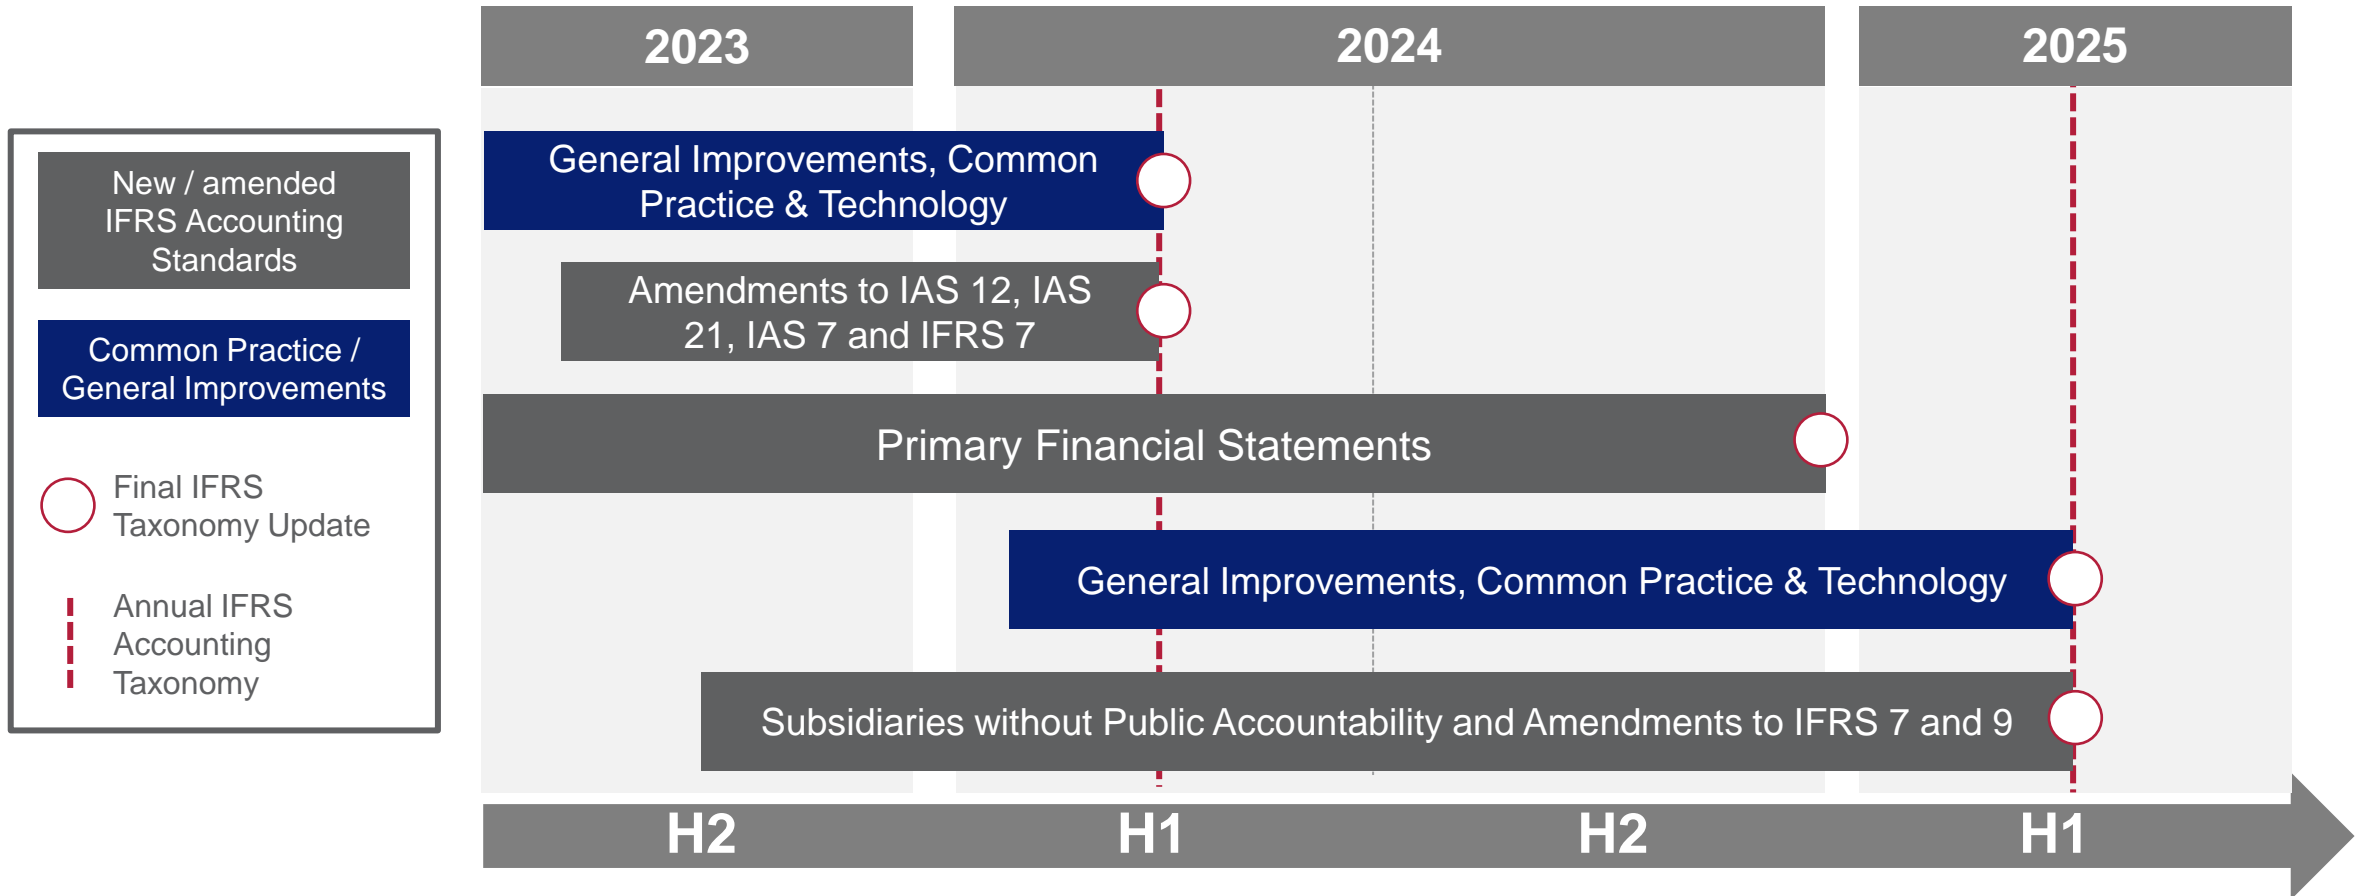 2023
2024
2025
New / amended
IFRS Accounting
Standards
Common Practice /
General Improvements
Final IFRS
Taxonomy Update
Annual IFRS
Accounting
Taxonomy
General Improvements, Common
Practice & Technology
Amendments to IAS 12, IAS
21, IAS 7 and IFRS 7
Primary Financial Statements
General Improvements, Common Practice & Technology
Subsidiaries without Public Accountability and Amendments to IFRS 7 and 9
H2
H1
H2
H1